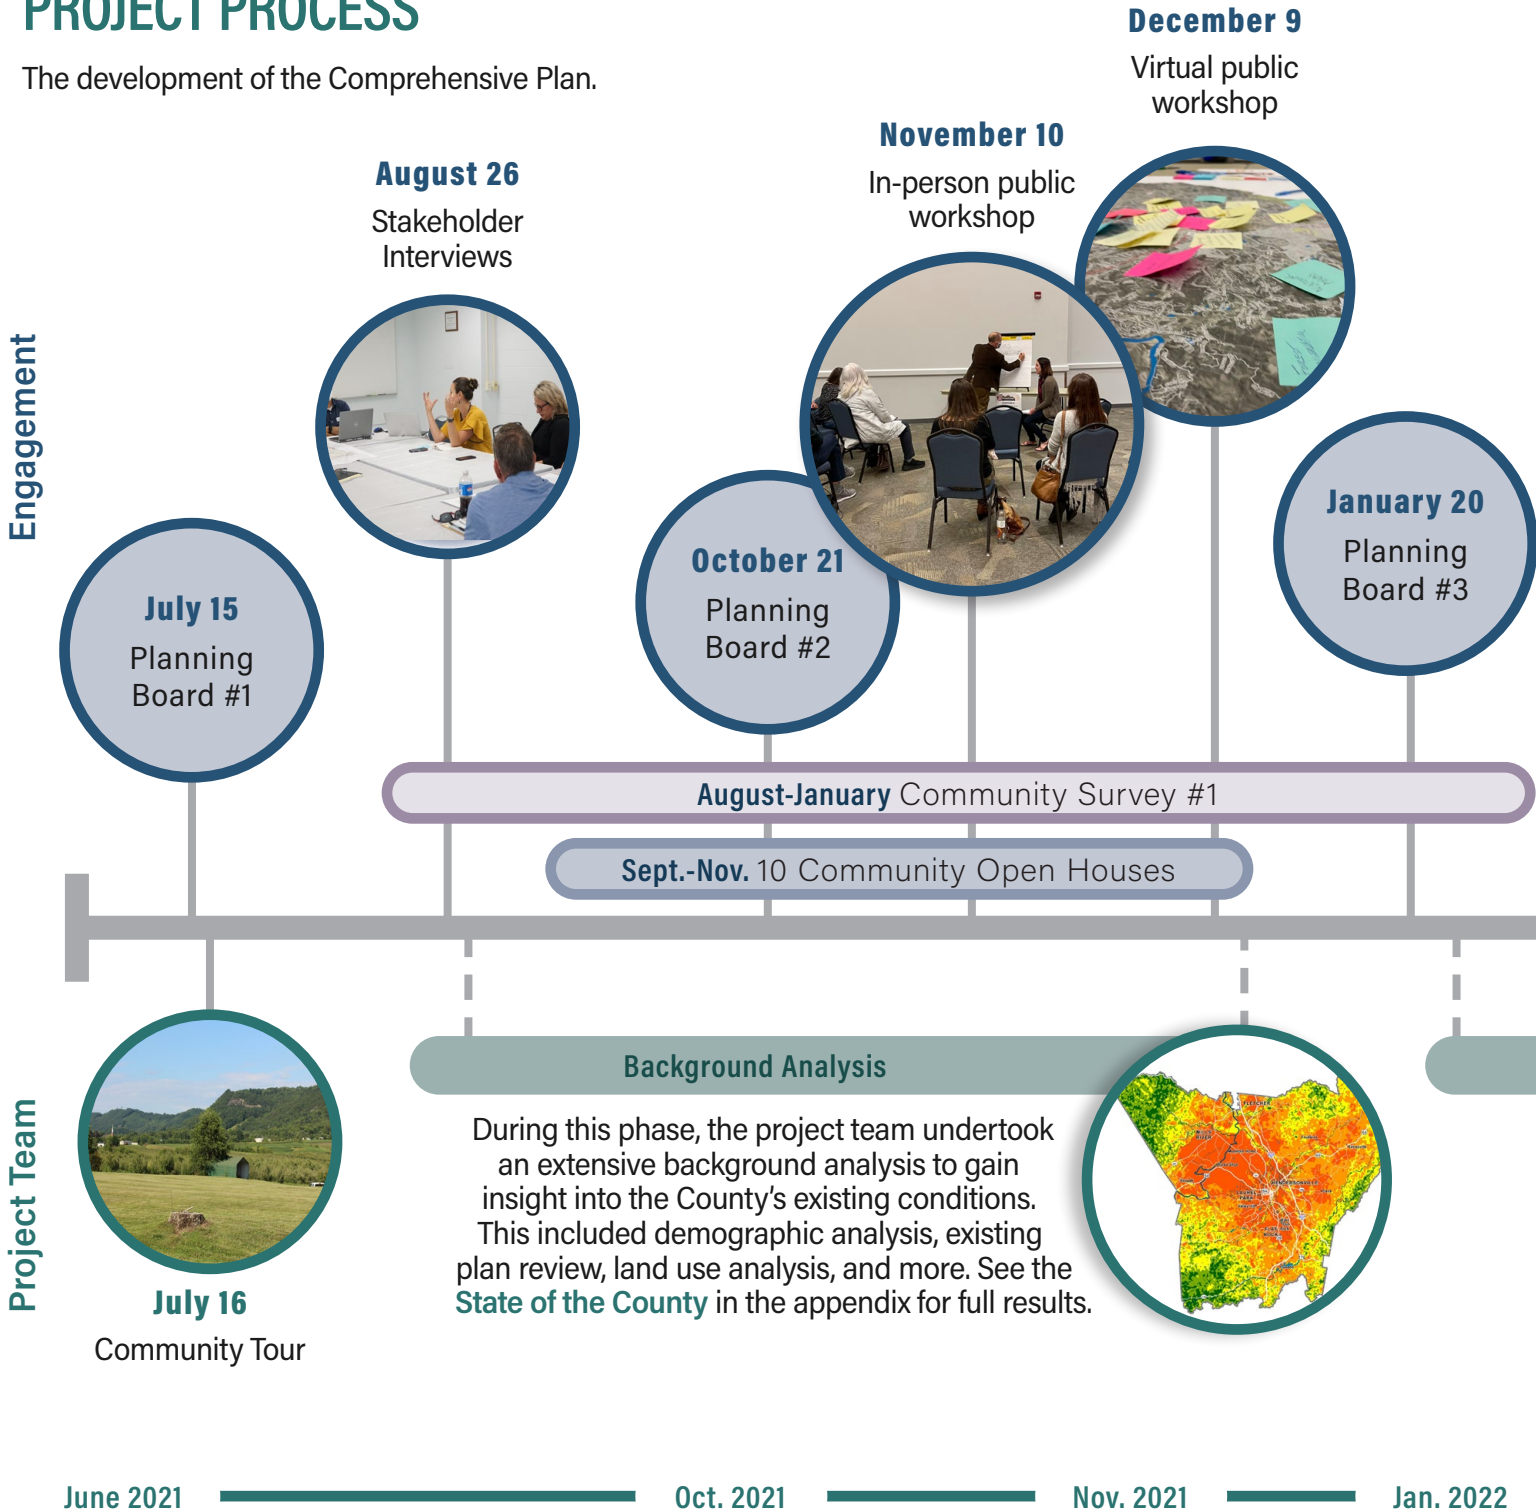 PROJECT PROCESS
The development of the Comprehensive Plan.
December 9
Virtual public
workshop
November 10
In-person public
workshop
August 26
Stakeholder
Interviews
Engagement
January 20
Planning
Board #3
October 21
Planning
Board #2
July 15
Planning
Board #1
August-January Community Survey #1
Sept.-Nov. 10 Community Open Houses
Project Team
Background Analysis
During this phase, the project team undertook
an extensive background analysis to gain
insight into the County's existing conditions.
This included demographic analysis, existing
plan review, land use analysis, and more. See the
State of the County in the appendix for full results.
FLETCHER
HENDERSONVILLE
July 16
Community Tour
June 2021
Oct. 2021
Nov. 2021
Jan. 2022